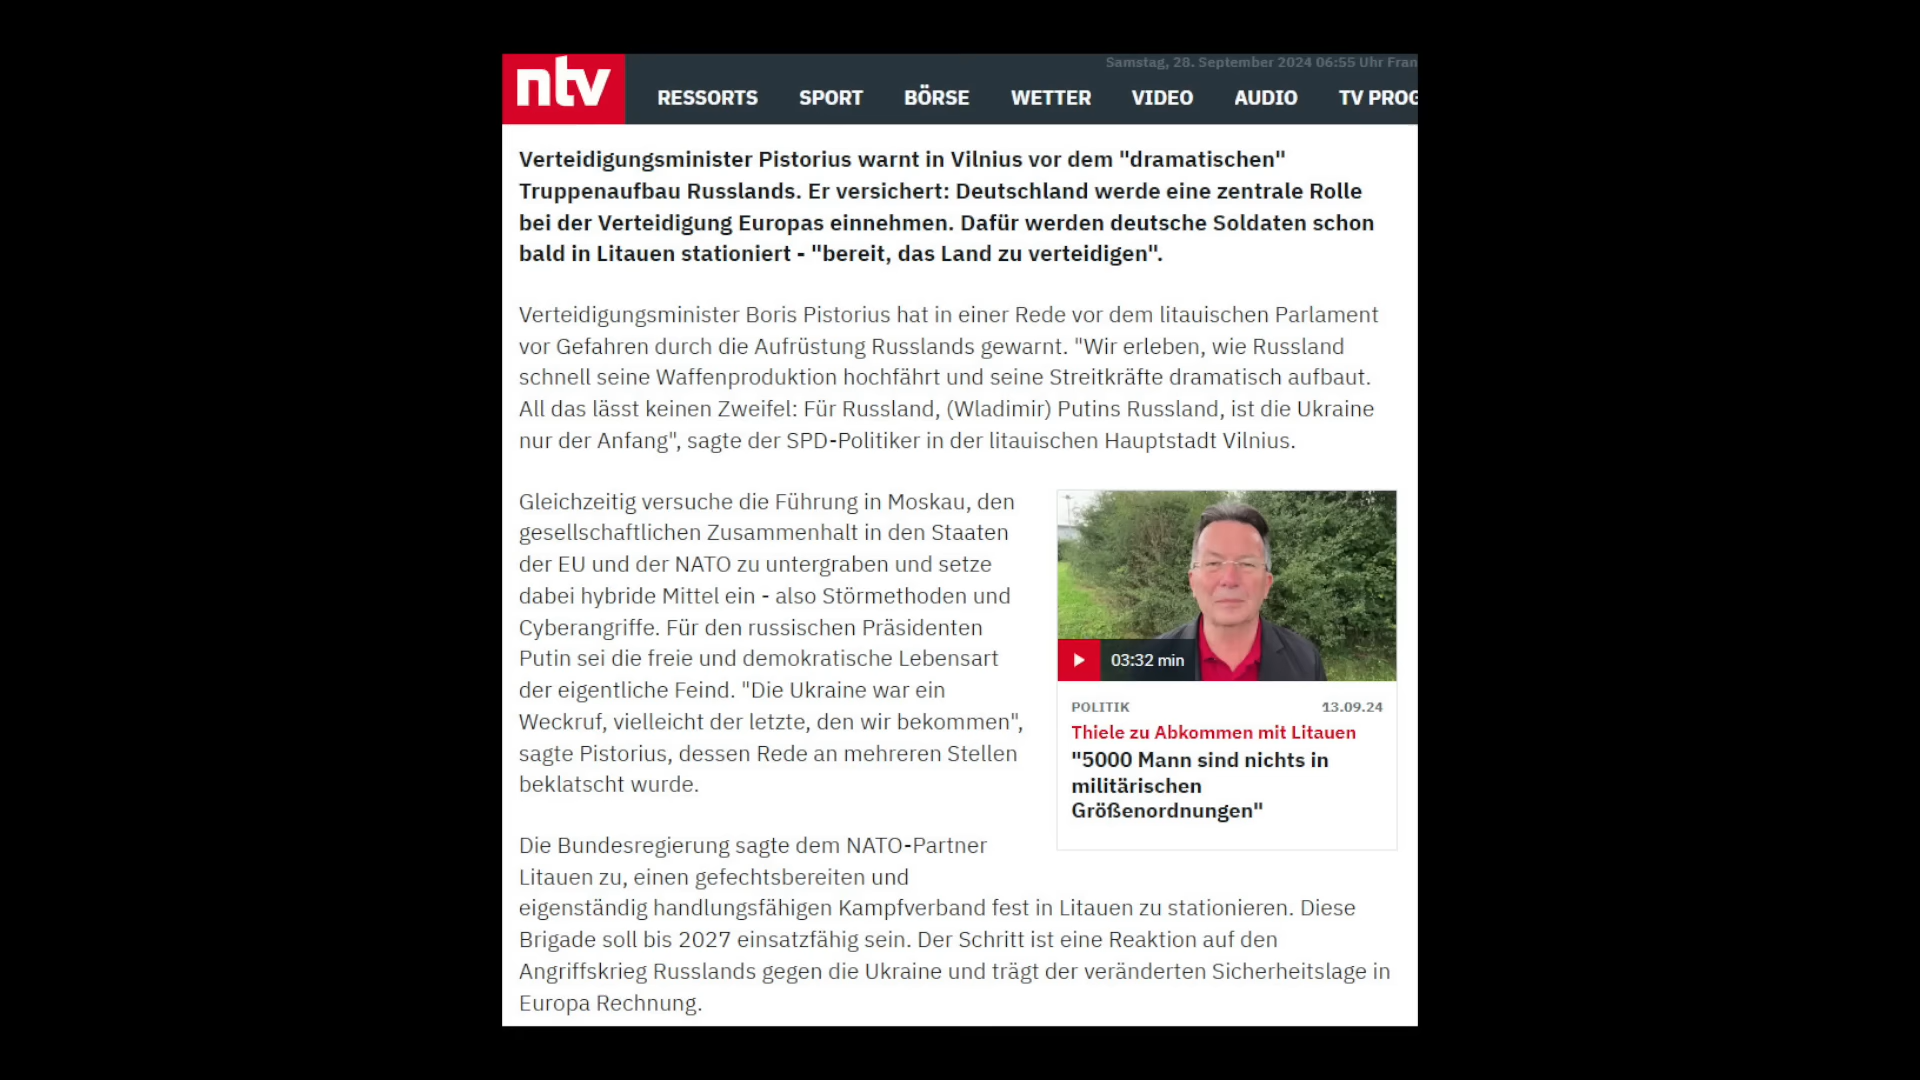 ntv
Samstag, 28. September 2024 06:55 Uhr Fran
RESSORTS SPORT BÖRSE WETTER VIDEO AUDIO TV PROG
Verteidigungsminister Pistorius warnt in Vilnius vor dem "dramatischen"
Truppenaufbau Russlands. Er versichert: Deutschland werde eine zentrale Rolle
bei der Verteidigung Europas einnehmen. Dafür werden deutsche Soldaten schon
bald in Litauen stationiert - "bereit, das Land zu verteidigen".
Verteidigungsminister Boris Pistorius hat in einer Rede vor dem litauischen Parlament
vor Gefahren durch die Aufrüstung Russlands gewarnt. "Wir erleben, wie Russland
schnell seine Waffenproduktion hochfährt und seine Streitkräfte dramatisch aufbaut.
All das lässt keinen Zweifel: Für Russland, (Wladimir) Putins Russland, ist die Ukraine
nur der Anfang", sagte der SPD-Politiker in der litauischen Hauptstadt Vilnius.
Gleichzeitig versuche die Führung in Moskau, den
gesellschaftlichen Zusammenhalt in den Staaten
der EU und der NATO zu untergraben und setze
dabei hybride Mittel ein - also Störmethoden und
Cyberangriffe. Für den russischen Präsidenten
Putin sei die freie und demokratische Lebensart
der eigentliche Feind. "Die Ukraine war ein
Weckruf, vielleicht der letzte, den wir bekommen",
sagte Pistorius, dessen Rede an mehreren Stellen
beklatscht wurde.
03:32 min
POLITIK 13.09.24
Thiele zu Abkommen mit Litauen
"5000 Mann sind nichts in
militärischen
Größenordnungen"
Die Bundesregierung sagte dem NATO-Partner
Litauen zu, einen gefechtsbereiten und
eigenständig handlungsfähigen Kampfverband fest in Litauen zu stationieren. Diese
Brigade soll bis 2027 einsatzfähig sein. Der Schritt ist eine Reaktion auf den
Angriffskrieg Russlands gegen die Ukraine und trägt der veränderten Sicherheitslage in
Europa Rechnung.